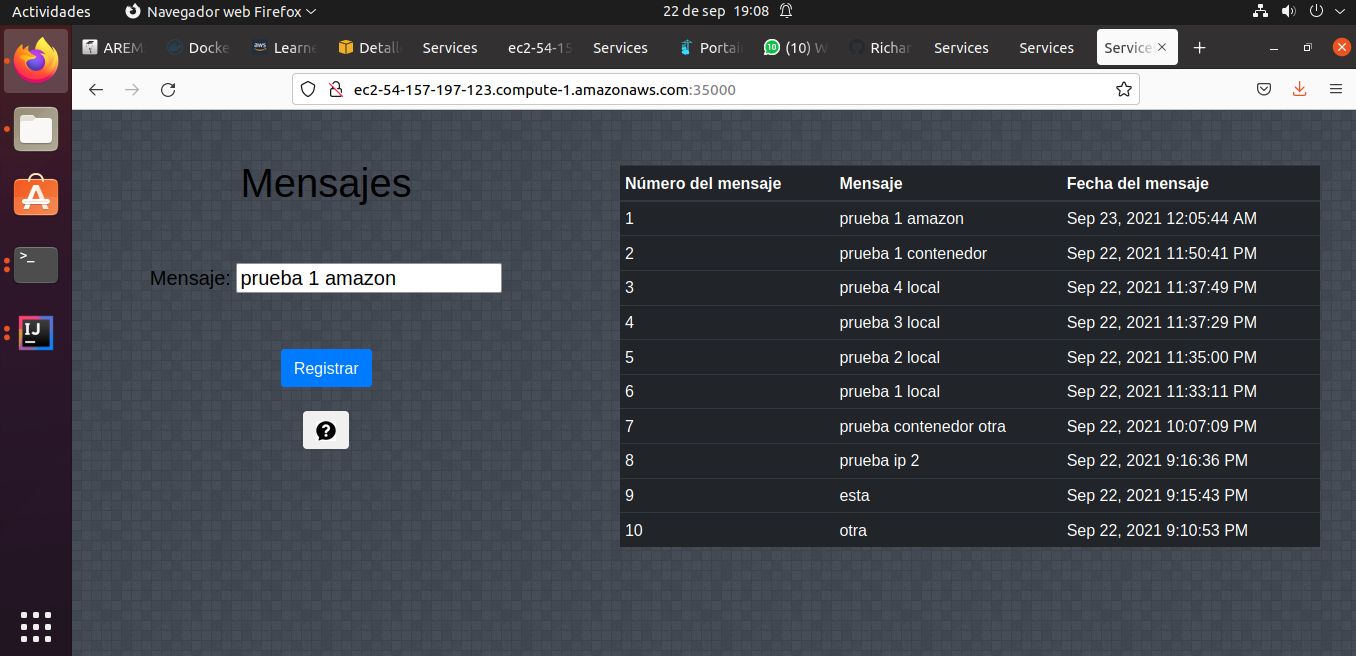 Actividades Navegador web Firefox 22 de sep 19:08
AREM Docke aws Learne Detall Services ec2-54-15 Services Portai 10 (10) W Richar Services Services Service
ec2-54-157-197-123.compute-1.amazonaws.com:35000
Mensajes
Mensaje: prueba 1 amazon
Registrar
?
Número del mensaje Mensaje Fecha del mensaje
1 prueba 1 amazon Sep 23, 2021 12:05:44 AM
2 prueba 1 contenedor Sep 22, 2021 11:50:41 PM
3 prueba 4 local Sep 22, 2021 11:37:49 PM
4 prueba 3 local Sep 22, 2021 11:37:29 PM
5 prueba 2 local Sep 22, 2021 11:35:00 PM
6 prueba 1 local Sep 22, 2021 11:33:11 PM
7 prueba contenedor otra Sep 22, 2021 10:07:09 PM
8 prueba ip 2 Sep 22, 2021 9:16:36 PM
9 esta Sep 22, 2021 9:15:43 PM
10 otra Sep 22, 2021 9:10:53 PM
>_
IJ